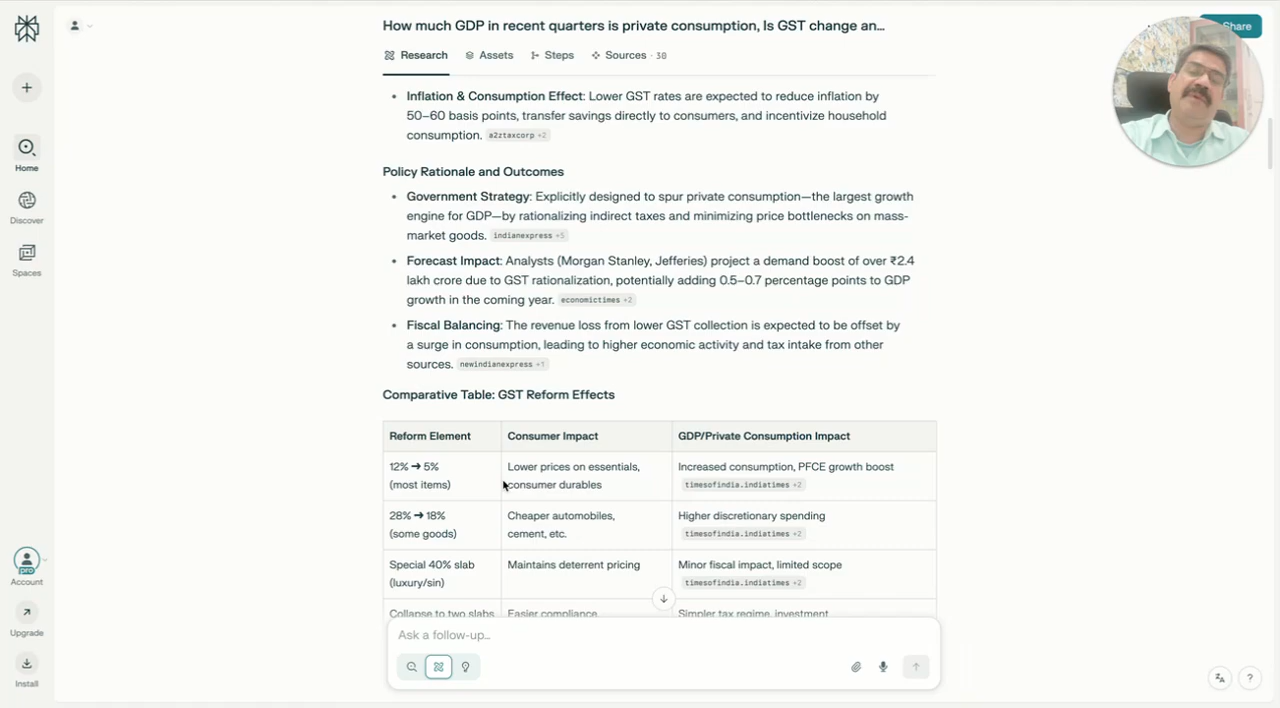 How much GDP in recent quarters is private consumption, Is GST change an...
Share
Research
Assets
Steps
Sources · 30
Home
Discover
Spaces
Account
pro
Upgrade
Install
• Inflation & Consumption Effect: Lower GST rates are expected to reduce inflation by
50–60 basis points, transfer savings directly to consumers, and incentivize household
consumption. a2ztaxcorp +2
Policy Rationale and Outcomes
• Government Strategy: Explicitly designed to spur private consumption—the largest growth
engine for GDP—by rationalizing indirect taxes and minimizing price bottlenecks on mass-
market goods. indianexpress +5
• Forecast Impact: Analysts (Morgan Stanley, Jefferies) project a demand boost of over ₹2.4
lakh crore due to GST rationalization, potentially adding 0.5–0.7 percentage points to GDP
growth in the coming year. economictimes +2
• Fiscal Balancing: The revenue loss from lower GST collection is expected to be offset by
a surge in consumption, leading to higher economic activity and tax intake from other
sources. newindianexpress +1
Comparative Table: GST Reform Effects
Reform Element Consumer Impact GDP/Private Consumption Impact
12% → 5% Lower prices on essentials, Increased consumption, PFCE growth boost
(most items) consumer durables timesofindia.indiatimes +2
28% → 18% Cheaper automobiles, Higher discretionary spending
(some goods) cement, etc. timesofindia.indiatimes +2
Special 40% slab Maintains deterrent pricing Minor fiscal impact, limited scope
(luxury/sin) timesofindia.indiatimes +2
Collapse to two slabs Easier compliance, Simpler tax regime, investment
Ask a follow-up...
?